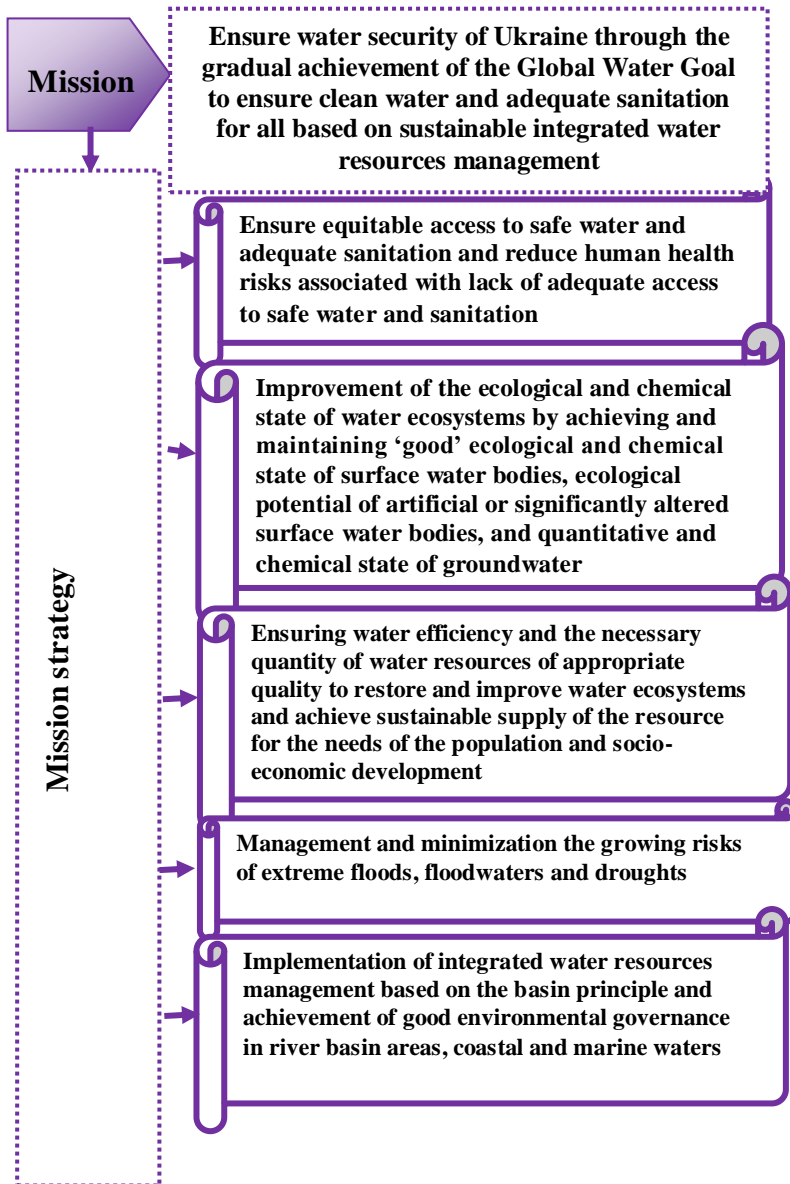 Mission
Ensure water security of Ukraine through the
gradual achievement of the Global Water Goal
to ensure clean water and adequate sanitation
for all based on sustainable integrated water
resources management
Mission strategy
Ensure equitable access to safe water and
adequate sanitation and reduce human health
risks associated with lack of adequate access
to safe water and sanitation
Improvement of the ecological and chemical
state of water ecosystems by achieving and
maintaining ‘good’ ecological and chemical
state of surface water bodies, ecological
potential of artificial or significantly altered
surface water bodies, and quantitative and
chemical state of groundwater
Ensuring water efficiency and the necessary
quantity of water resources of appropriate
quality to restore and improve water ecosystems
and achieve sustainable supply of the resource
for the needs of the population and socio-
economic development
Management and minimization the growing risks
of extreme floods, floodwaters and droughts
Implementation of integrated water resources
management based on the basin principle and
achievement of good environmental governance
in river basin areas, coastal and marine waters